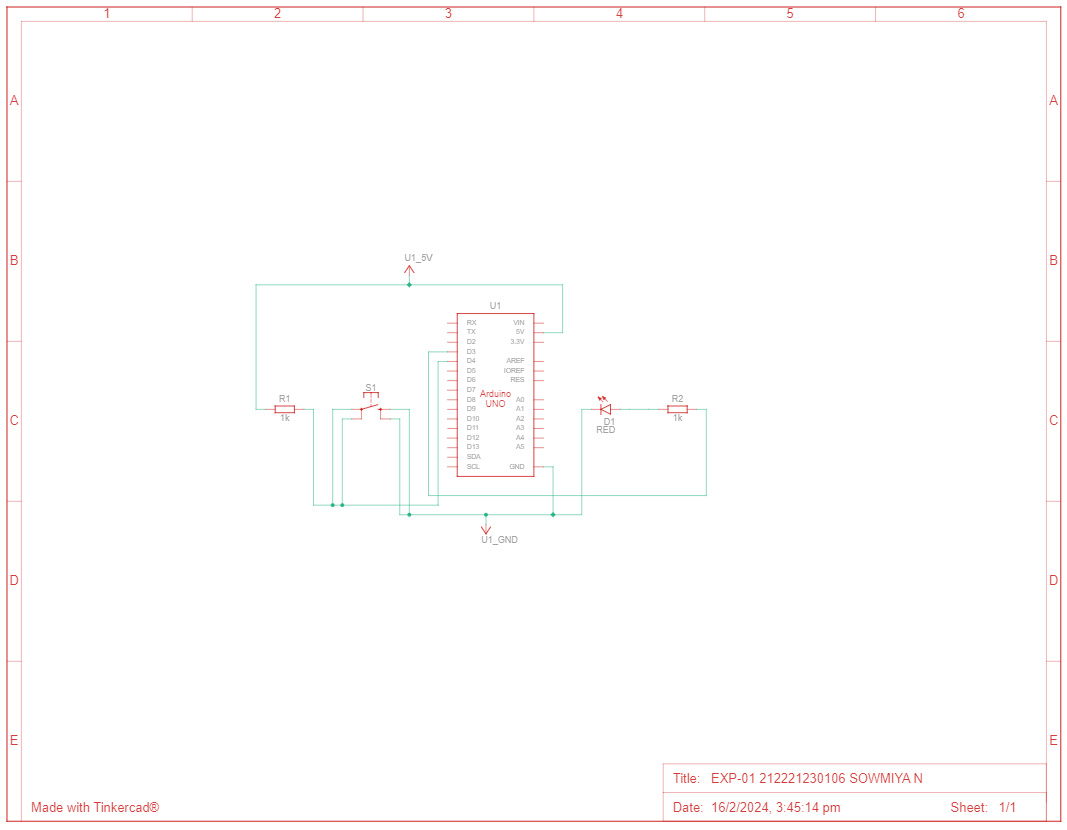 1 2 3 4 5 6
A A
U1_5V
B B
U1
RX VIN
TX 5V
D2 3.3V
D3
D4 AREF
D5 IOREF
D6 RES
D7
Arduino
UNO
D8 A0
D9 A1
D10 A2
D11 A3
D12 A4
D13 A5
SDA
SCL GND
S1
R1
1k
D1
RED
R2
1k
C C
U1_GND
D D
E E
Title: EXP-01 212221230106 SOWMIYA N
Made with Tinkercad®
Date: 16/2/2024, 3:45:14 pm Sheet: 1/1